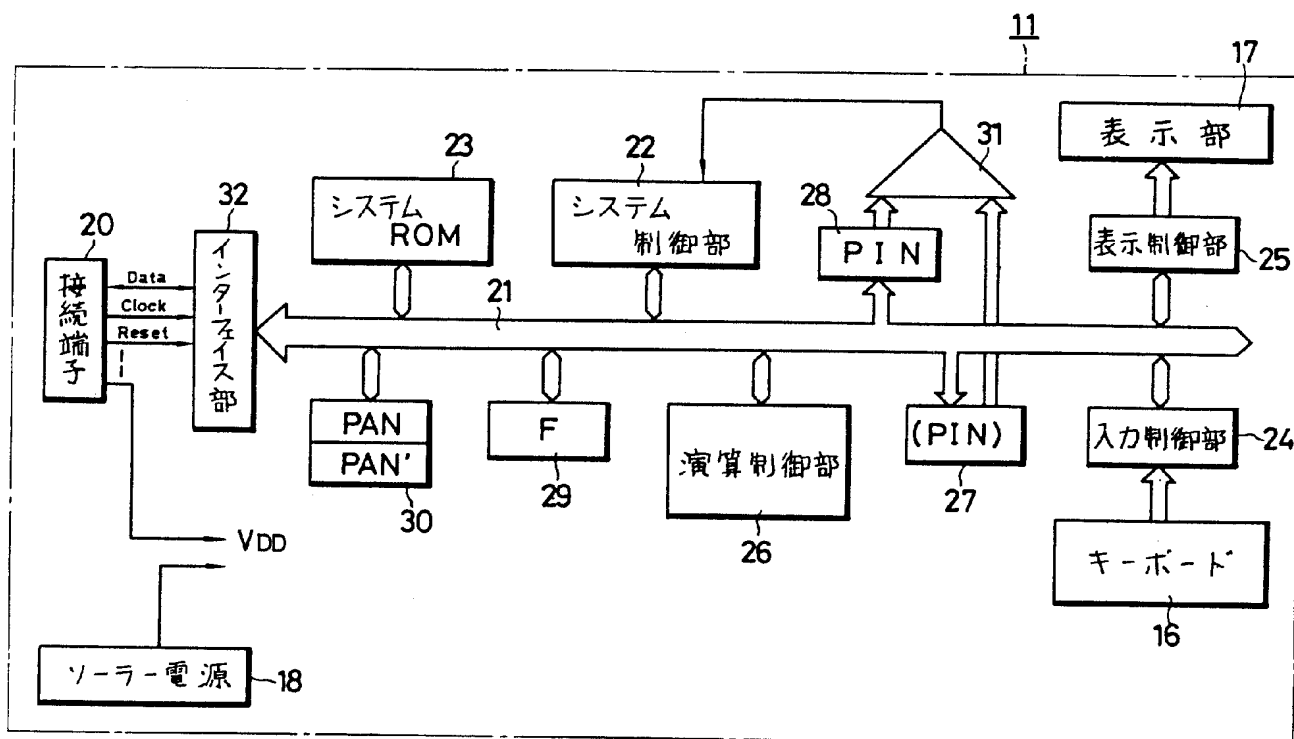 11
17
表示部
23
システム
ROM
22
システム
制御部
31
28
PIN
表示制御部
25
32
インターフェイス部
20
接続端子
Data
Clock
Reset
21
PAN
PAN'
30
F
29
演算制御部
26
(PIN)
27
入力制御部
24
キーボード
16
VDD
ソーラー電源
18